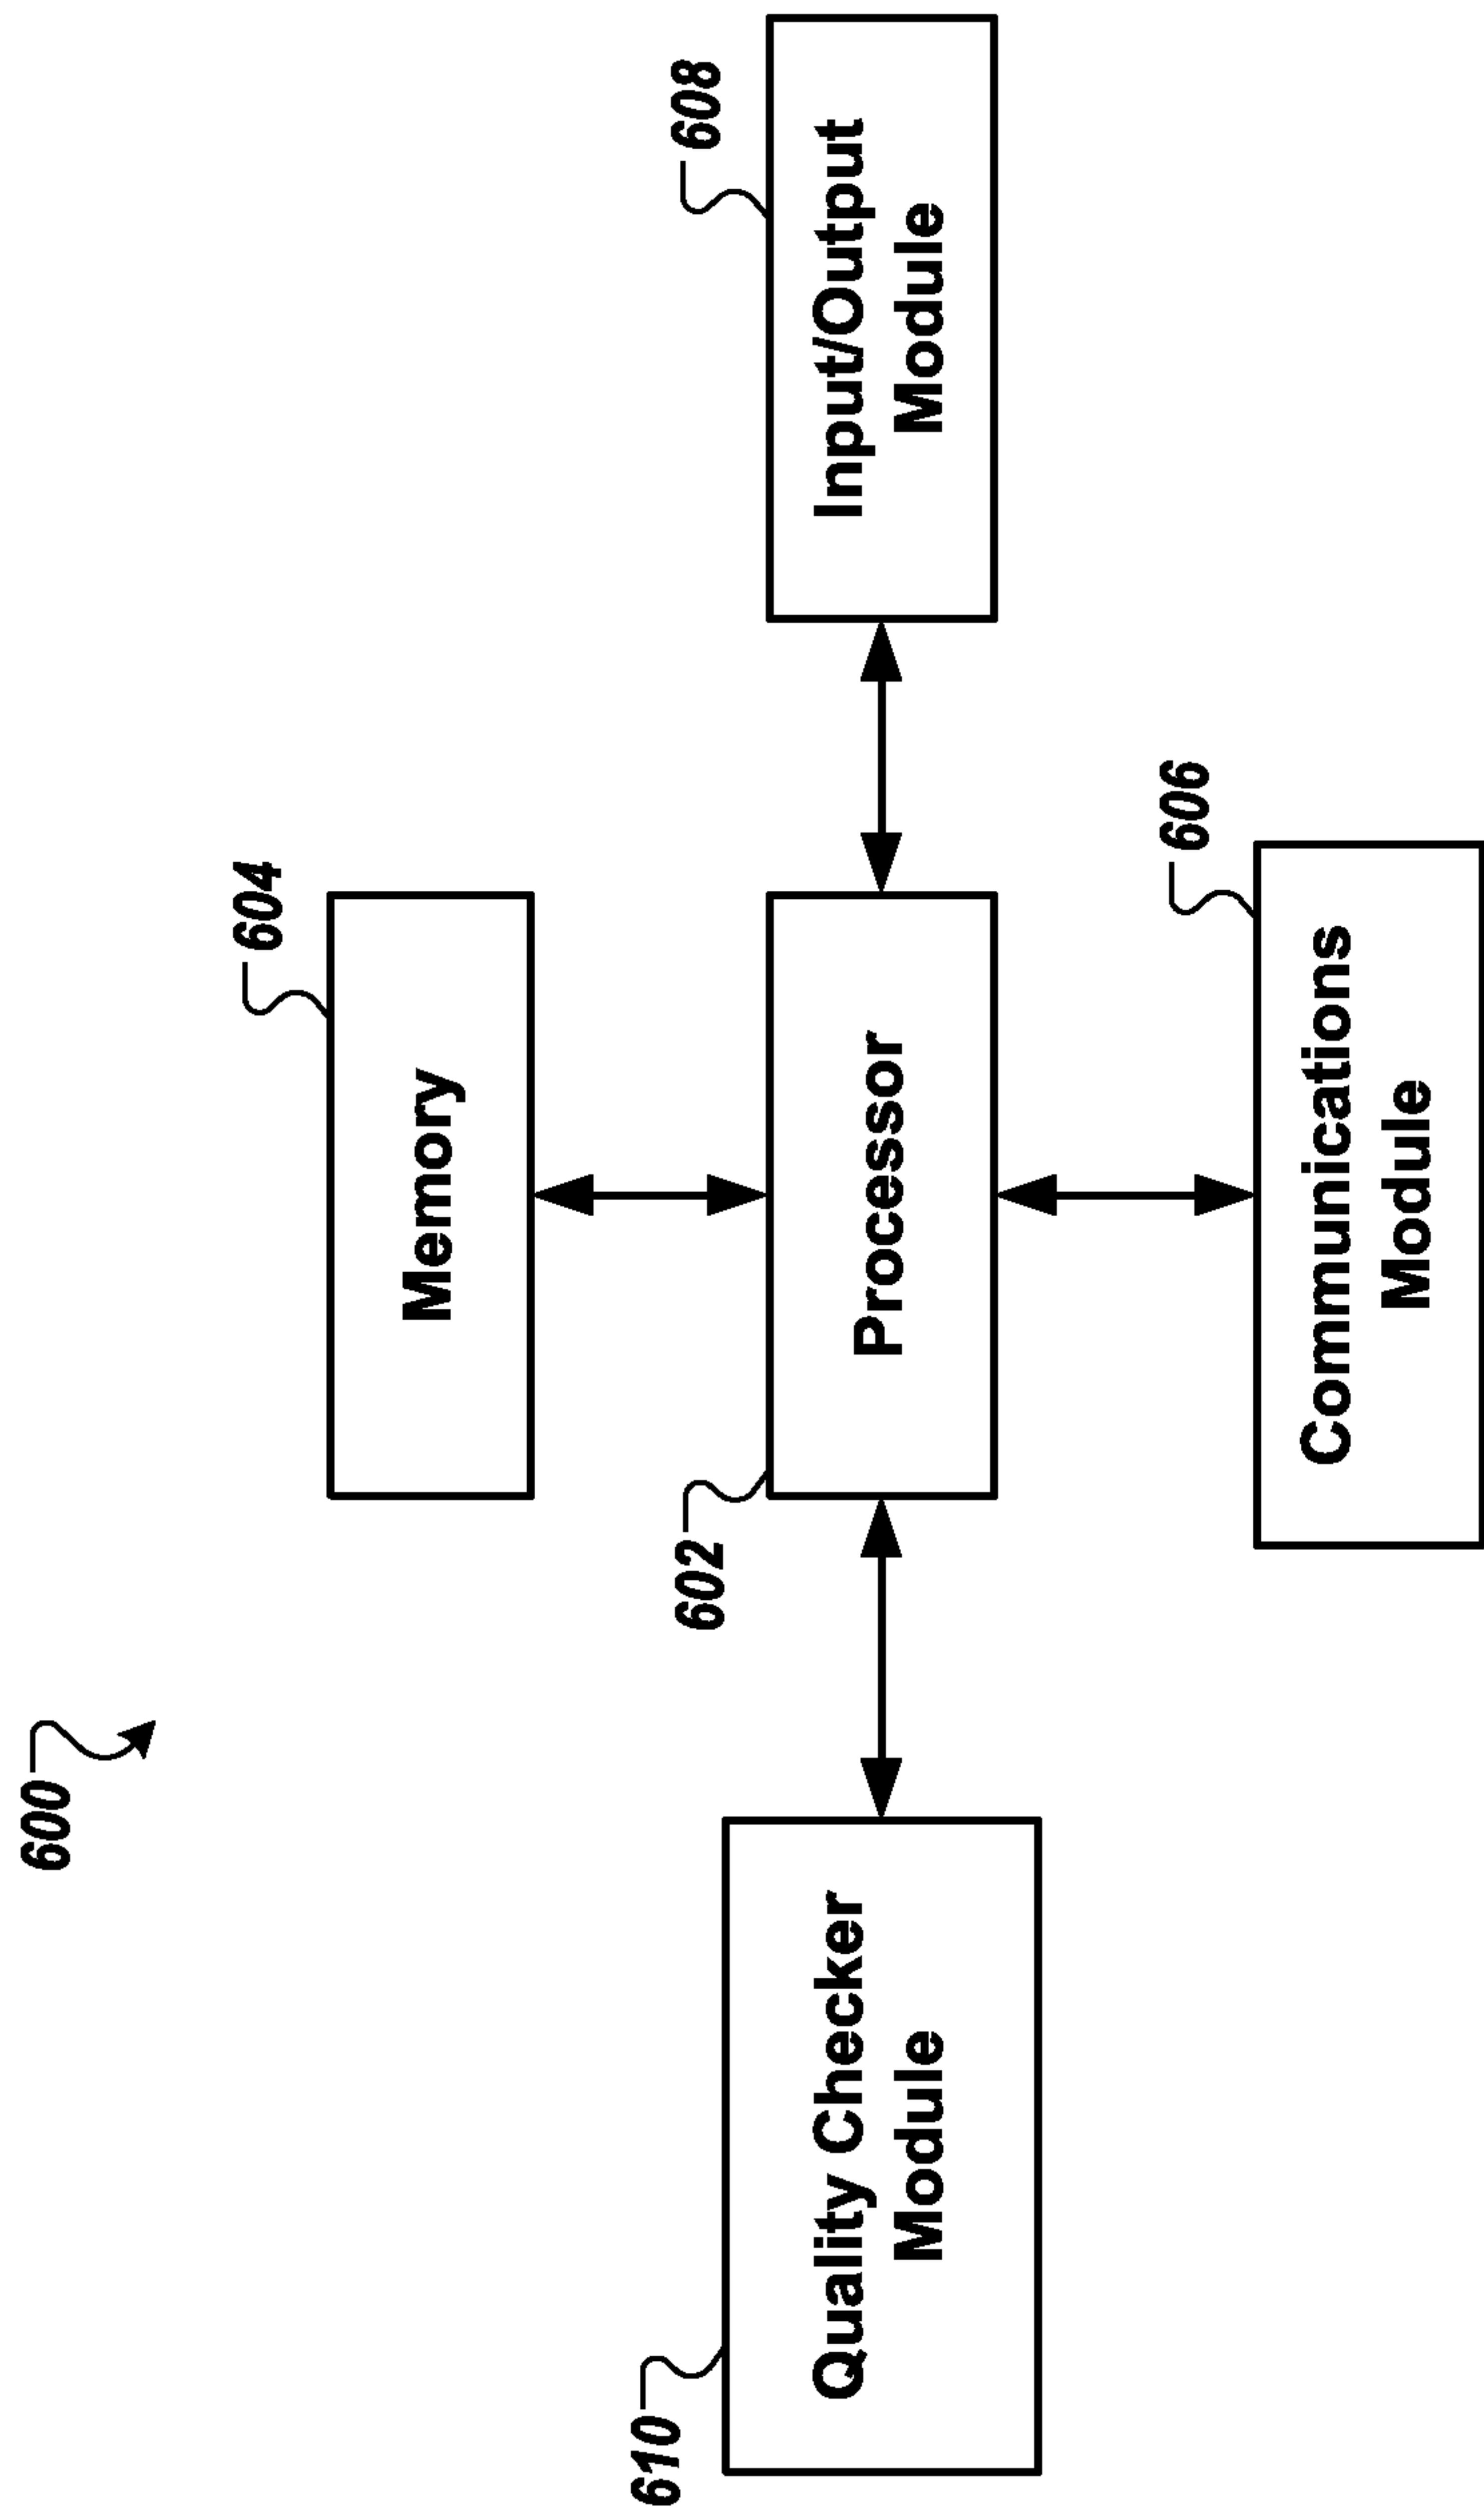 600
604
Memory
602
610
Quality Checker
Module
Processor
608
Input/Output
Module
606
Communications
Module